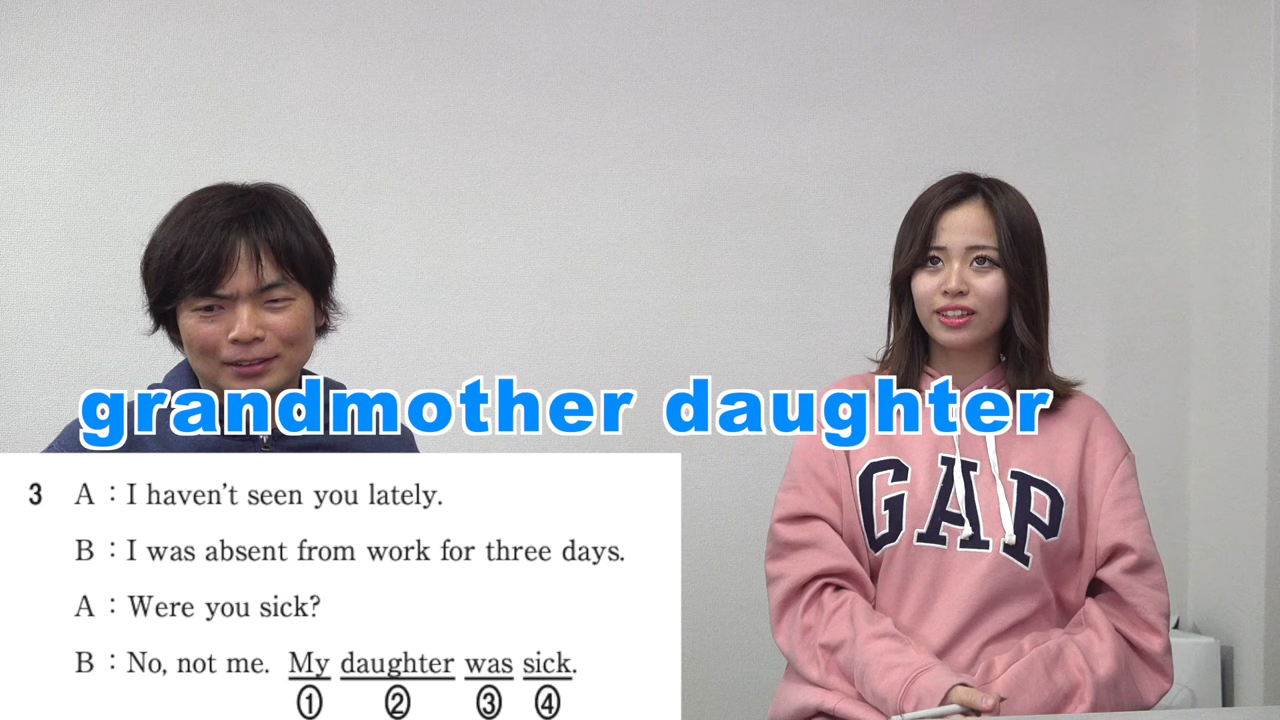 grandmother daughter
GAP
3 A : I haven't seen you lately.
B : I was absent from work for three days.
A : Were you sick?
B : No, not me. My daughter was sick.
① ② ③ ④